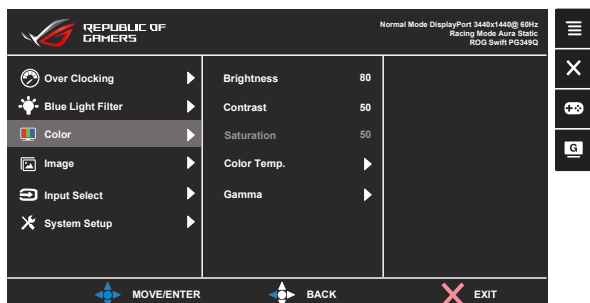 REPUBLIC OF
GAMERS
Normal Mode DisplayPort 3440x1440@ 60Hz
Racing Mode Aura Static
ROG Swift PG349Q
Over Clocking
Brightness 80
Blue Light Filter
Contrast 50
Color
Saturation 50
Image
Color Temp.
Input Select
Gamma
System Setup
MOVE/ENTER BACK EXIT
G